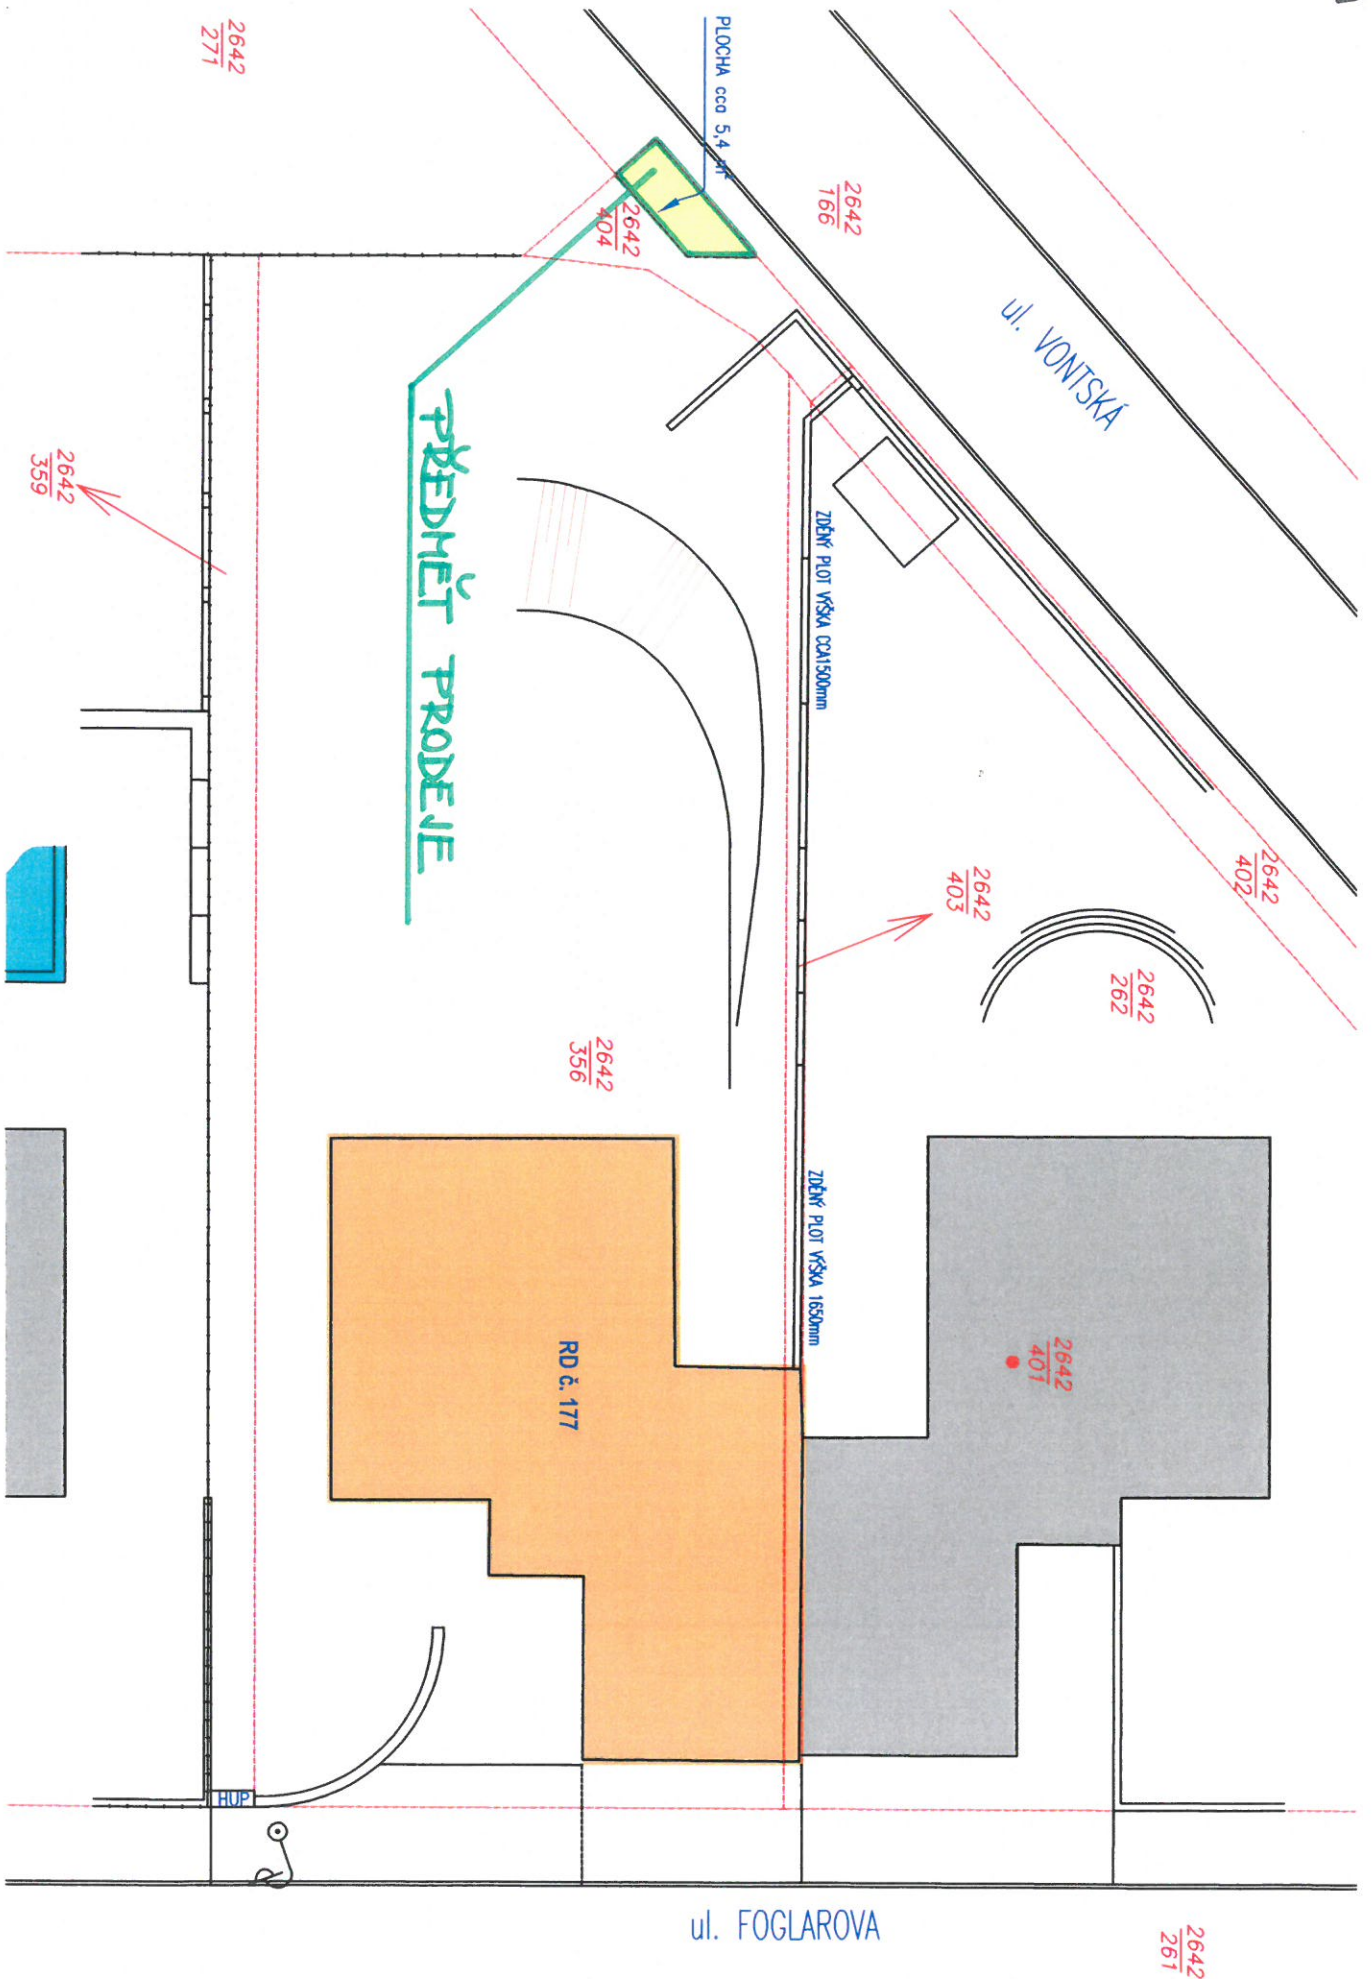 2642
271
PLOCHA cca 5,4 m²
2642
166
2642
404
ul. VONTSKÁ
2642
359
PŘEDMĚT PRODEJE
ZDĚNÝ PLOT VÝŠKA CCA1500mm
2642
402
2642
403
2642
262
2642
356
ZDĚNÝ PLOT VÝŠKA 1650mm
2642
401
RD č. 177
HUP
ul. FOGLAROVA
2642
261